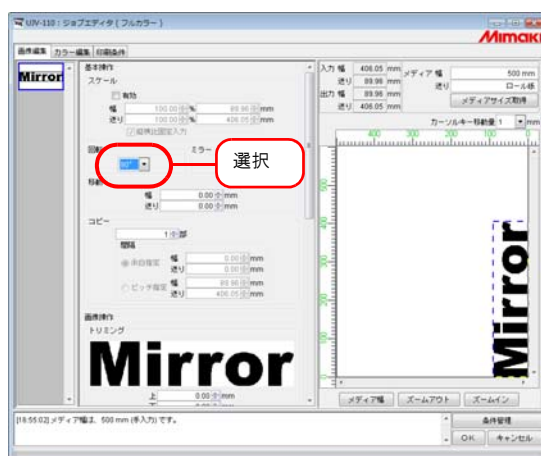 UJV-110 : ジョブエディタ ( フルカラー )
Mimaki
画像編集 カラー編集 印刷条件
Mirror
基本操作
スケール
有効
幅 100.00 % 89.96 mm
送り 100.00 % 406.05 mm
縦横比固定入力
回転 ミラー
90°
選択
移動
幅 0.00 mm
送り 0.00 mm
コピー
1 部
間隔
余白指定 幅 0.00 mm
送り 0.00 mm
ピッチ指定 幅 89.96 mm
送り 406.05 mm
画像操作
トリミング
Mirror
上 0.00 mm
入力 幅 406.05 mm
送り 89.98 mm
出力 幅 89.96 mm
送り 406.05 mm
メディア 幅 500 mm
送り ロール紙
メディアサイズ取得
カーソルキー移動量 1 mm
400 300 200 100 0
Mirror
メディア幅 ズームアウト ズームイン
[18:55:02] メディア幅は、500 mm (手入力) です。
条件管理
OK キャンセル